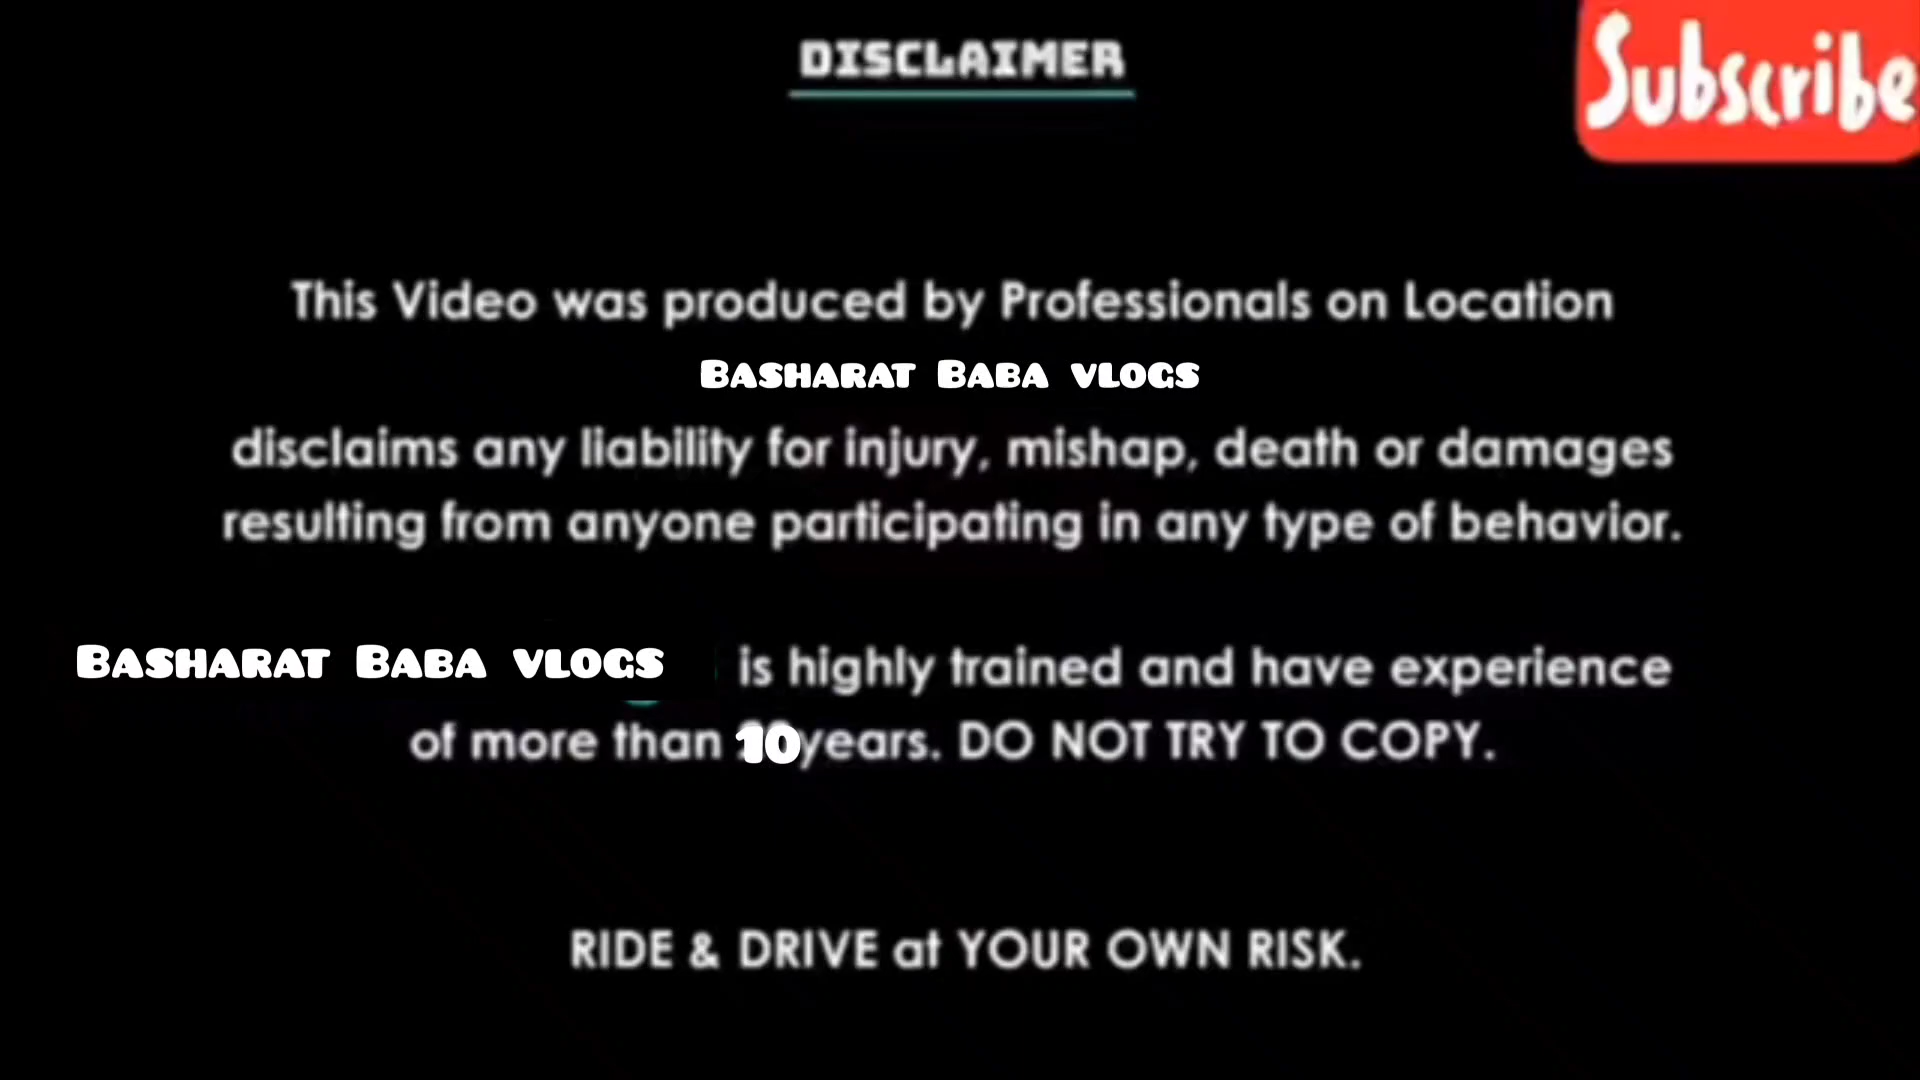 DISCLAIMER
Subscribe
This Video was produced by Professionals on Location
BASHARAT BABA VLOGS
disclaims any liability for injury, mishap, death or damages
resulting from anyone participating in any type of behavior.
BASHARAT BABA VLOGS is highly trained and have experience
of more than 10years. DO NOT TRY TO COPY.
RIDE & DRIVE at YOUR OWN RISK.